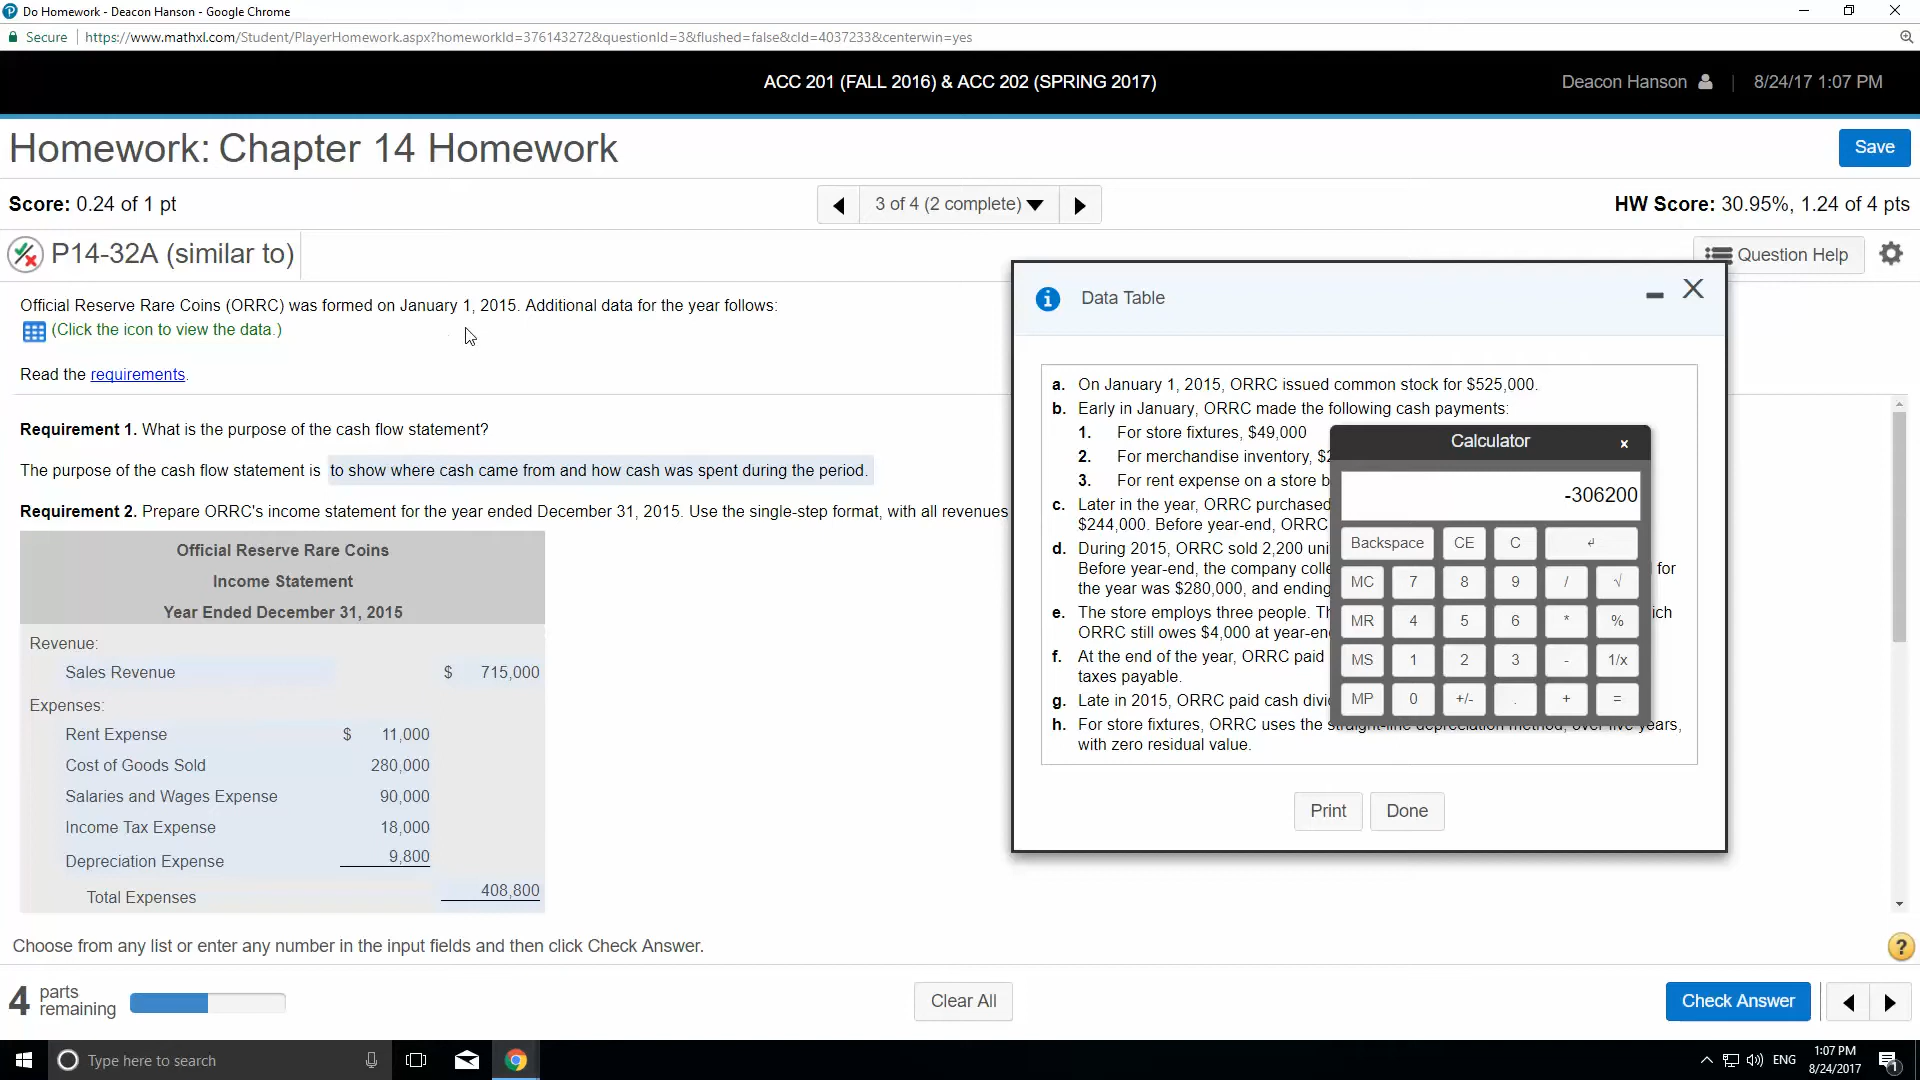 Do Homework - Deacon Hanson - Google Chrome
Secure https://www.mathxl.com/Student/PlayerHomework.aspx?homeworkId=376143272&questionId=3&flushed=false&cId=4037233&centerwin=yes
ACC 201 (FALL 2016) & ACC 202 (SPRING 2017)
Deacon Hanson 8/24/17 1:07 PM
Homework: Chapter 14 Homework
Save
Score: 0.24 of 1 pt
3 of 4 (2 complete)
HW Score: 30.95%, 1.24 of 4 pts
P14-32A (similar to)
Question Help
Official Reserve Rare Coins (ORRC) was formed on January 1, 2015. Additional data for the year follows:
(Click the icon to view the data.)
Read the requirements.
Requirement 1. What is the purpose of the cash flow statement?
The purpose of the cash flow statement is to show where cash came from and how cash was spent during the period.
Requirement 2. Prepare ORRC's income statement for the year ended December 31, 2015. Use the single-step format, with all revenues
Official Reserve Rare Coins
Income Statement
Year Ended December 31, 2015
Revenue:
Sales Revenue $ 715,000
Expenses:
Rent Expense $ 11,000
Cost of Goods Sold 280,000
Salaries and Wages Expense 90,000
Income Tax Expense 18,000
Depreciation Expense 9,800
Total Expenses 408,800
Data Table
a. On January 1, 2015, ORRC issued common stock for $525,000.
b. Early in January, ORRC made the following cash payments:
1. For store fixtures, $49,000
2. For merchandise inventory, $
3. For rent expense on a store
c. Later in the year, ORRC purchased
$244,000. Before year-end, ORRC
d. During 2015, ORRC sold 2,200
Before year-end, the company for
the year was $280,000, and ending
e. The store employs three people.
ORRC still owes $4,000 at
f. At the end of the year, ORRC paid
taxes payable.
g. Late in 2015, ORRC paid cash
h. For store fixtures, ORRC uses the straight-line depreciation method, over five years,
with zero residual value.
Print Done
Calculator x
-306200
Backspace CE C ↵
MC 7 8 9 / √
MR 4 5 6 * %
MS 1 2 3 - 1/x
MP 0 +/- . + =
Choose from any list or enter any number in the input fields and then click Check Answer.
?
4 parts remaining
Clear All
Check Answer
Type here to search
ENG
1:07 PM
8/24/2017
1